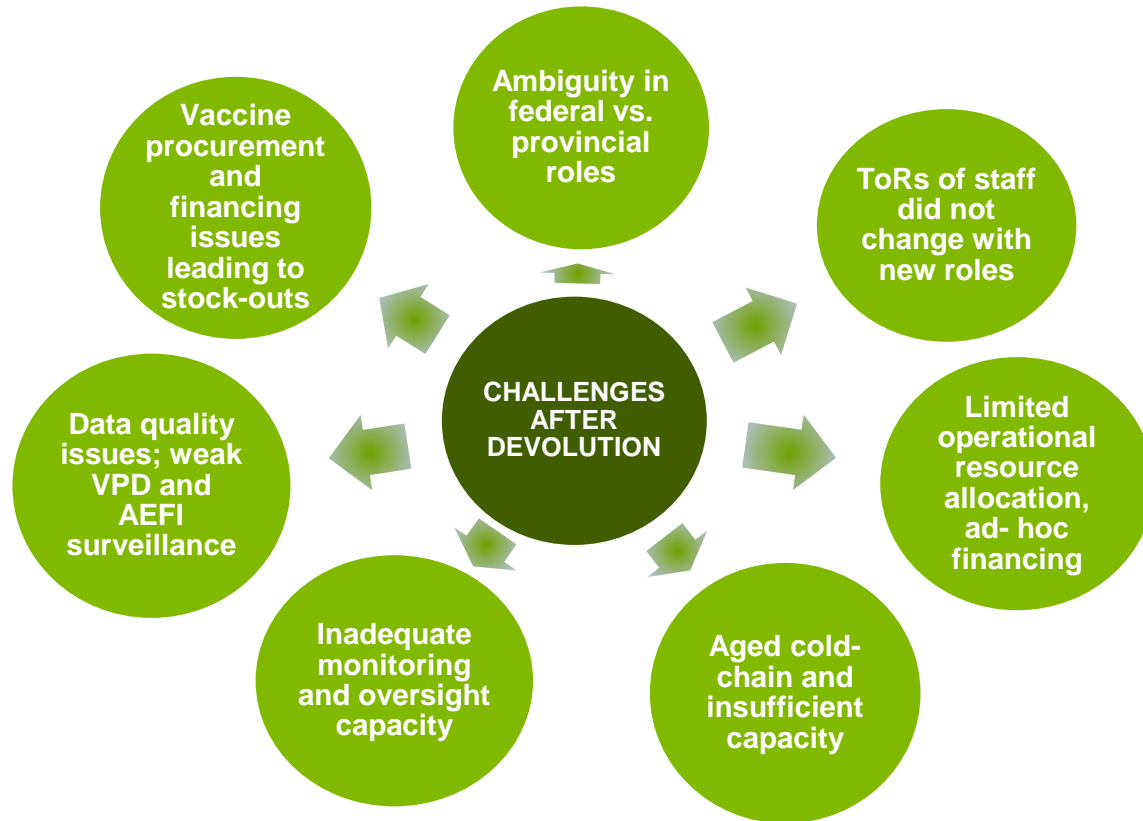 CHALLENGES
AFTER
DEVOLUTION
Ambiguity in
federal vs.
provincial
roles
ToRs of staff
did not
change with
new roles
Limited
operational
resource
allocation,
ad- hoc
financing
Aged cold-
chain and
insufficient
capacity
Inadequate
monitoring
and oversight
capacity
Data quality
issues; weak
VPD and
AEFI
surveillance
Vaccine
procurement
and
financing
issues
leading to
stock-outs